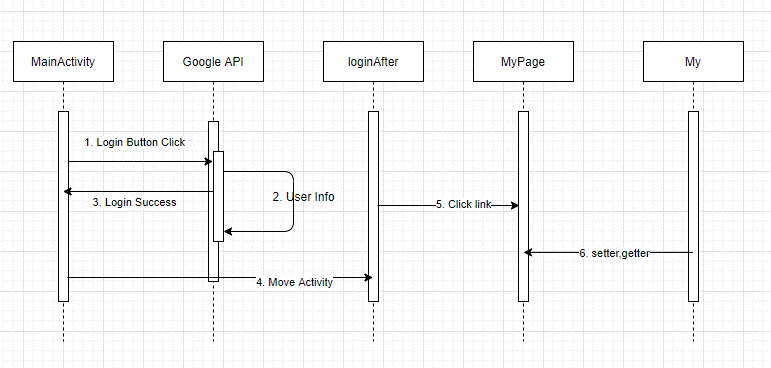 MainActivity
Google API
loginAfter
MyPage
My
1. Login Button Click
2. User Info
3. Login Success
5. Click link
6. setter,getter
4. Move Activity